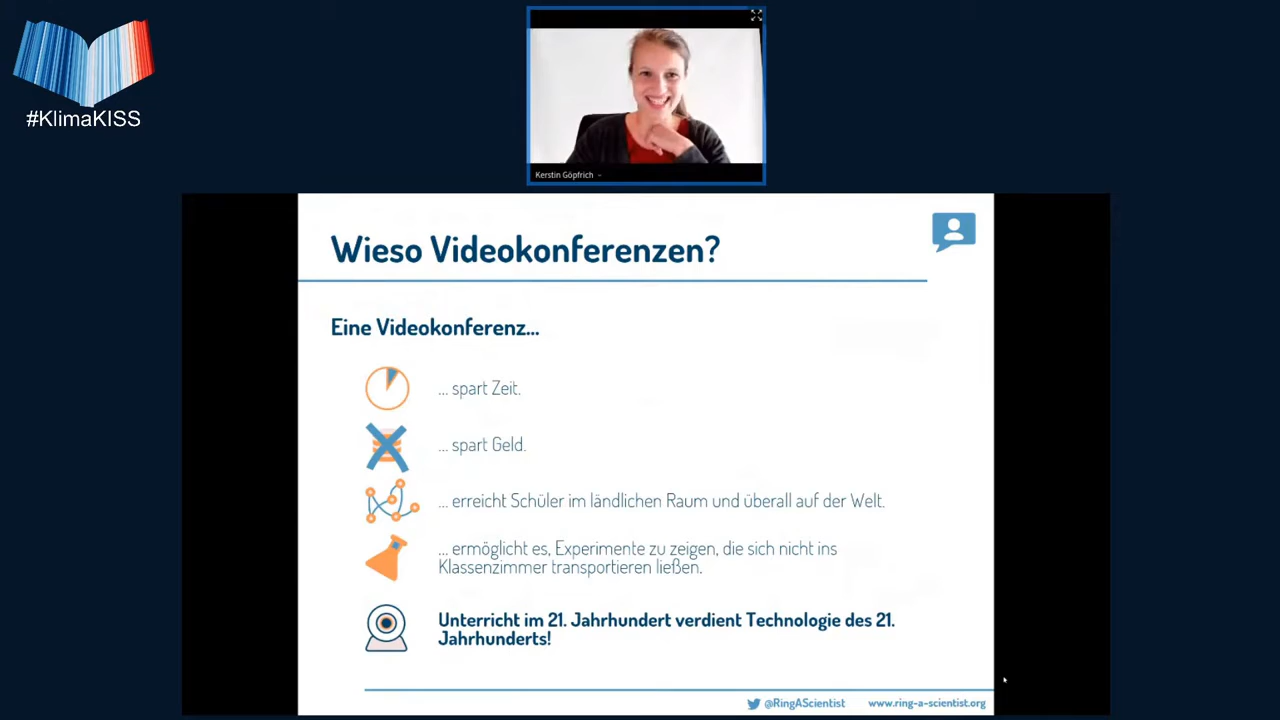 #KlimaKISS
Kerstin Göpfrich
Wieso Videokonferenzen?
Eine Videokonferenz...
... spart Zeit.
... spart Geld.
... erreicht Schüler im ländlichen Raum und überall auf der Welt.
... ermöglicht es, Experimente zu zeigen, die sich nicht ins
Klassenzimmer transportieren ließen.
Unterricht im 21. Jahrhundert verdient Technologie des 21.
Jahrhunderts!
@RingAScientist
www.ring-a-scientist.org